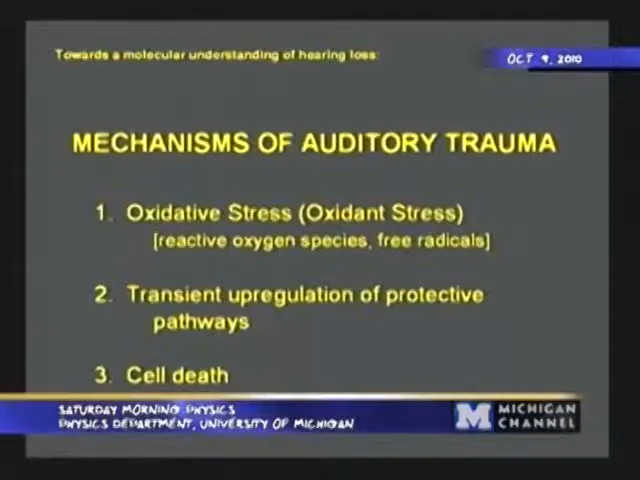 Towards a molecular understanding of hearing loss:
OCT. 9, 2010
MECHANISMS OF AUDITORY TRAUMA
1. Oxidative Stress (Oxidant Stress)
[reactive oxygen species, free radicals]
2. Transient upregulation of protective
pathways
3. Cell death
SATURDAY MORNING PHYSICS
PHYSICS DEPARTMENT, UNIVERSITY OF MICHIGAN
M MICHIGAN
CHANNEL